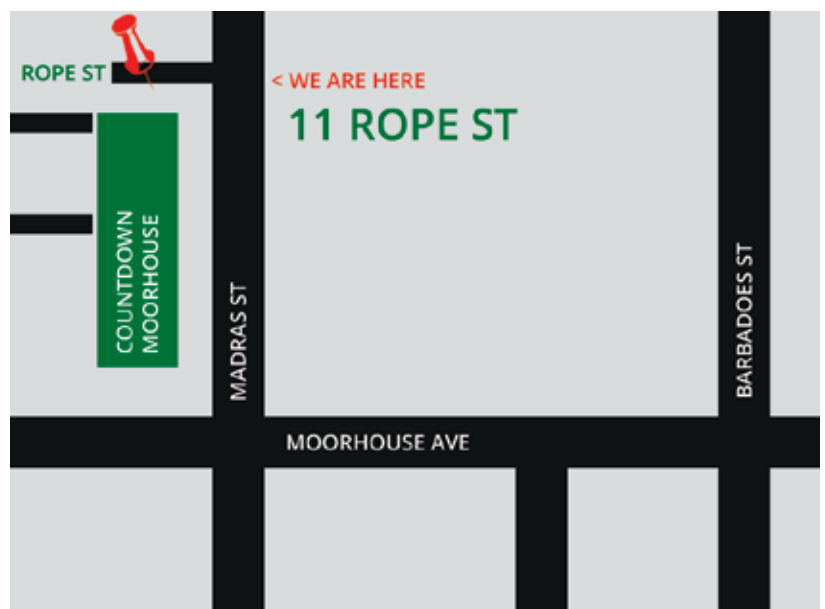 ROPE ST
< WE ARE HERE
11 ROPE ST
COUNTDOWN
MOORHOUSE
MADRAS ST
BARBADOES ST
MOORHOUSE AVE